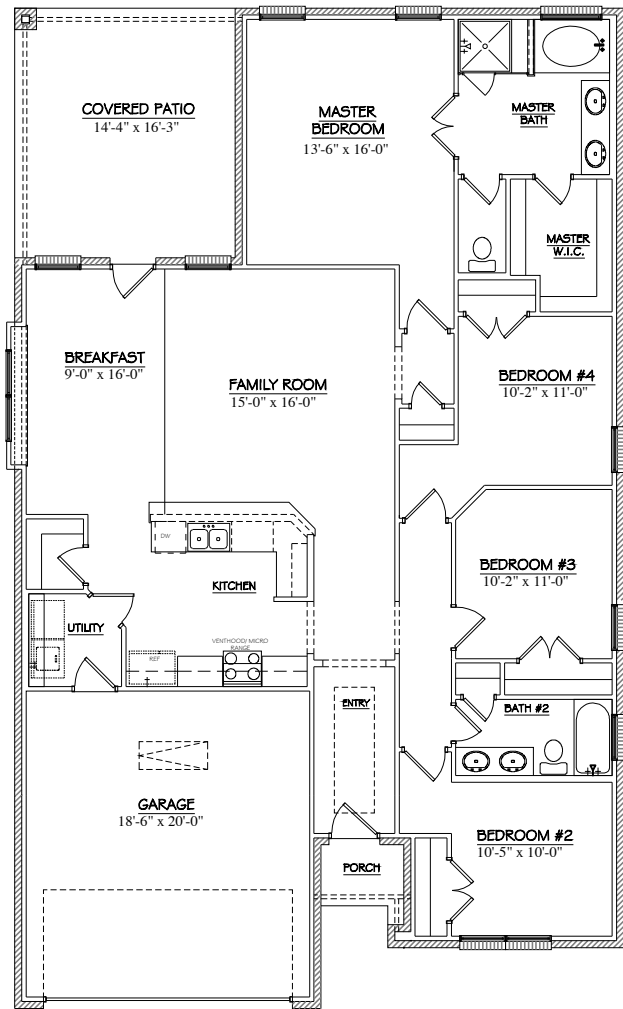 COVERED PATIO
14'-4" x 16'-3"
MASTER
BEDROOM
13'-6" x 16'-0"
MASTER
BATH
MASTER
W.I.C.
BREAKFAST
9'-0" x 16'-0"
FAMILY ROOM
15'-0" x 16'-0"
BEDROOM #4
10'-2" x 11'-0"
DW
KITCHEN
BEDROOM #3
10'-2" x 11'-0"
UTILITY
VENTHOOD/ MICRO
RANGE
REF
ENTRY
BATH #2
GARAGE
18'-6" x 20'-0"
BEDROOM #2
10'-5" x 10'-0"
PORCH